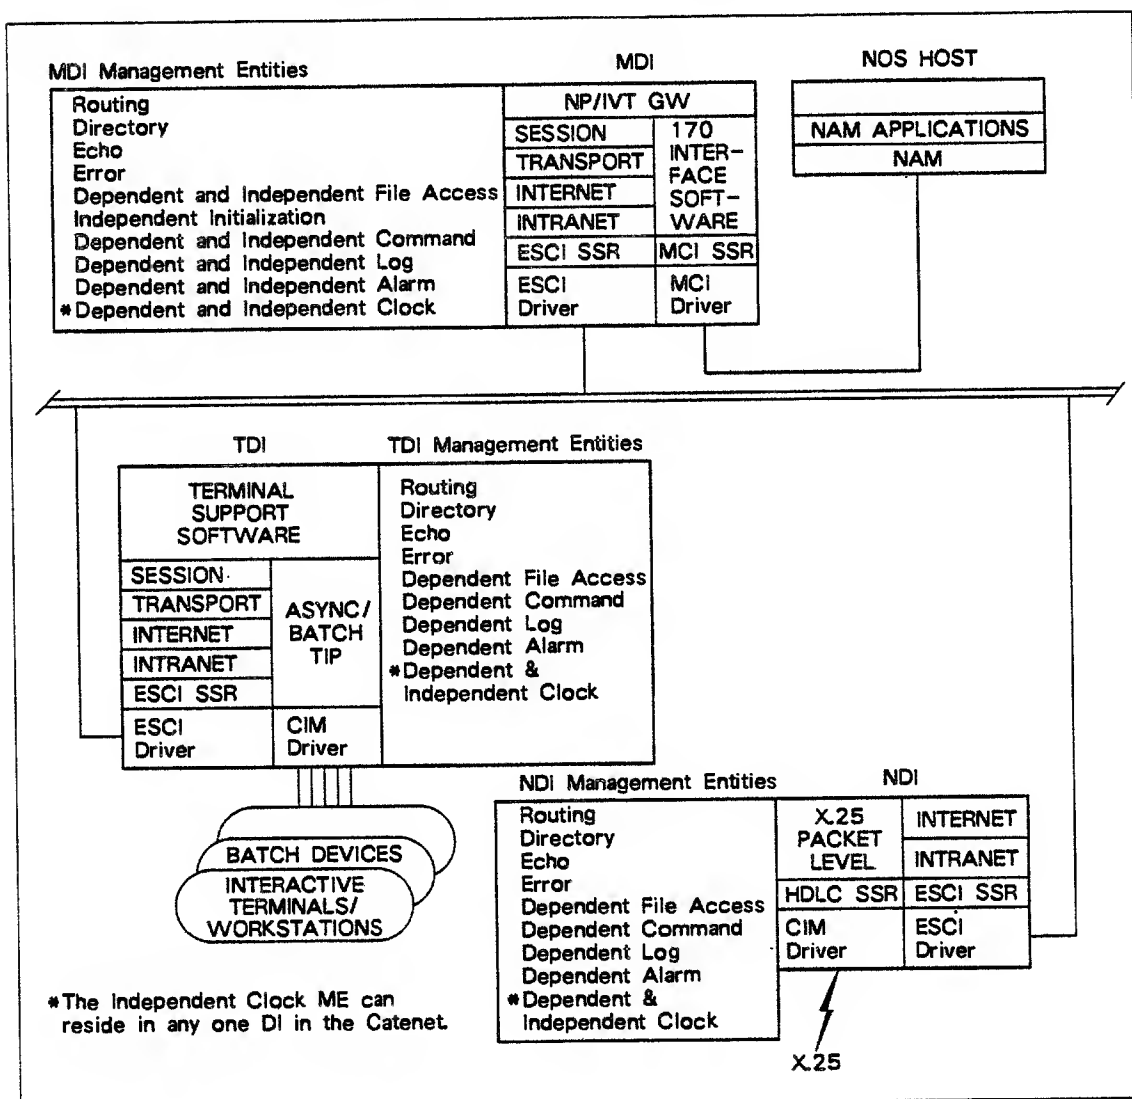 MDI Management Entities
Routing
Directory
Echo
Error
Dependent and Independent File Access
Independent Initialization
Dependent and Independent Command
Dependent and Independent Log
Dependent and Independent Alarm
*Dependent and Independent Clock
MDI
NP/IVT GW
SESSION
TRANSPORT
INTERNET
INTRANET
ESCI SSR
ESCI
Driver
170
INTER-
FACE
SOFT-
WARE
MCI SSR
MCI
Driver
NOS HOST
NAM APPLICATIONS
NAM
TDI
TERMINAL
SUPPORT
SOFTWARE
SESSION
TRANSPORT
INTERNET
INTRANET
ESCI SSR
ESCI
Driver
ASYNC/
BATCH
TIP
CIM
Driver
TDI Management Entities
Routing
Directory
Echo
Error
Dependent File Access
Dependent Command
Dependent Log
Dependent Alarm
*Dependent &
Independent Clock
BATCH DEVICES
INTERACTIVE
TERMINALS/
WORKSTATIONS
NDI Management Entities
Routing
Directory
Echo
Error
Dependent File Access
Dependent Command
Dependent Log
Dependent Alarm
*Dependent &
Independent Clock
NDI
X.25
PACKET
LEVEL
HDLC SSR
CIM
Driver
INTERNET
INTRANET
ESCI SSR
ESCI
Driver
X.25
*The Independent Clock ME can
reside in any one DI in the Catenet.